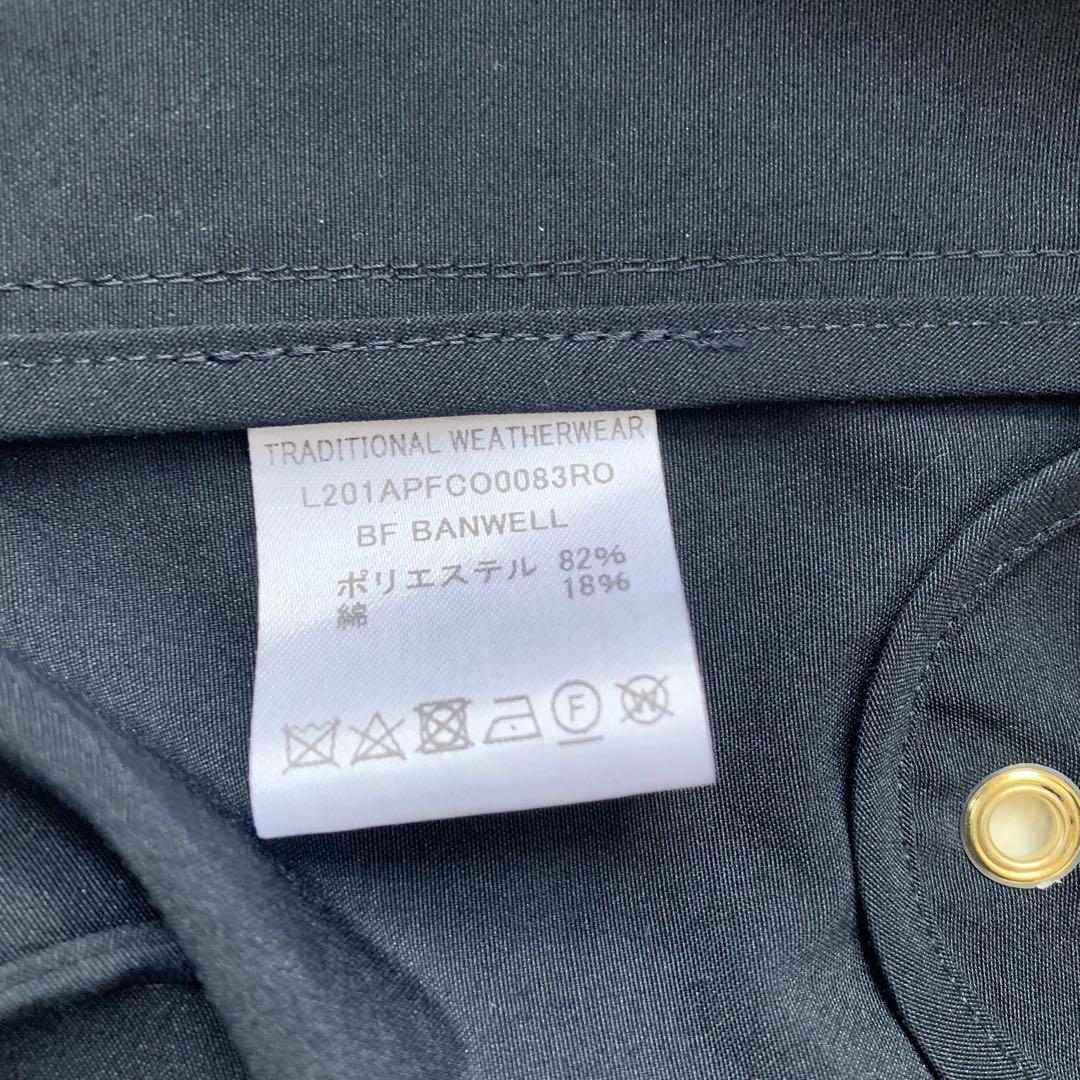 TRADITIONAL WEATHERWEAR
L201APFCO0083RO
BF BANWELL
ポリエステル 82%
綿 18%
F W